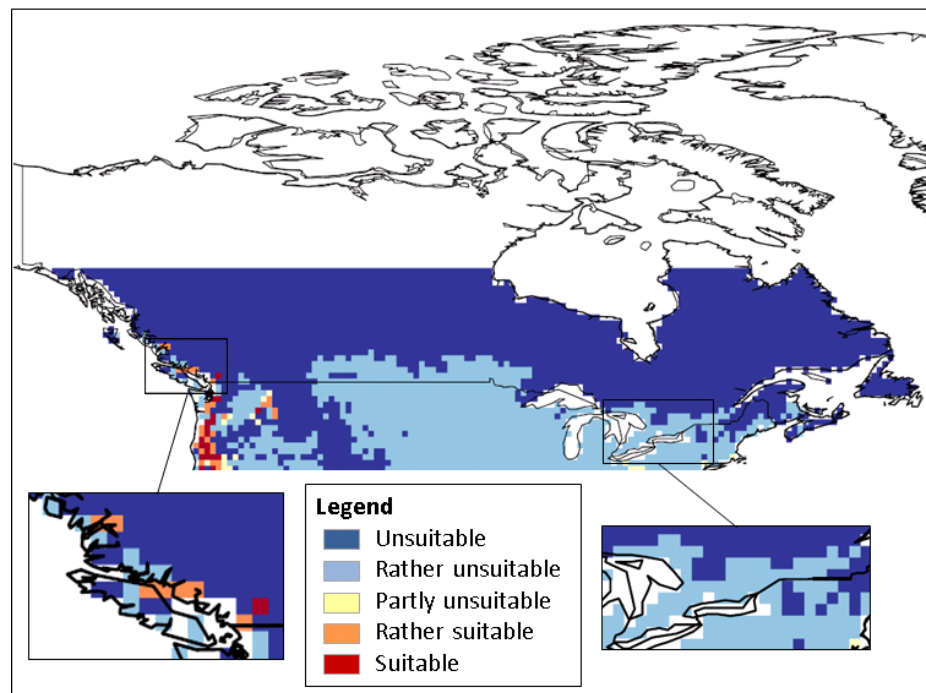 Legend
Unsuitable
Rather unsuitable
Partly unsuitable
Rather suitable
Suitable